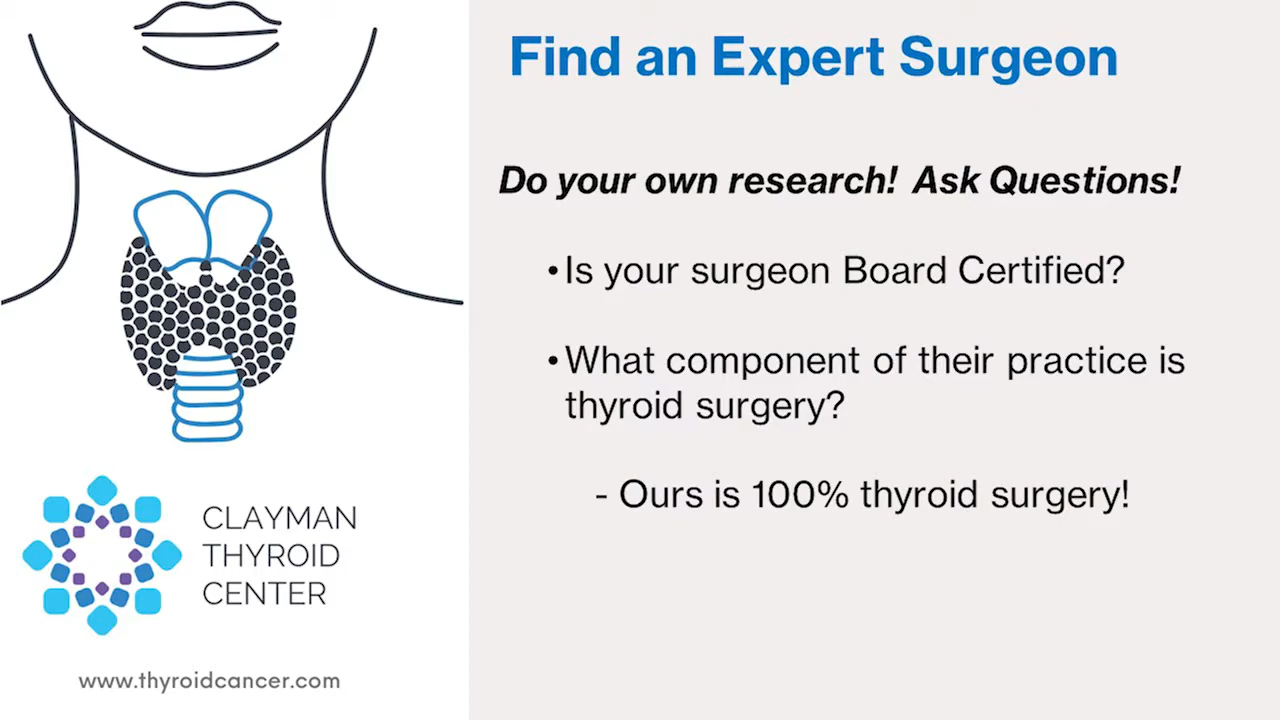 Find an Expert Surgeon
Do your own research! Ask Questions!
•Is your surgeon Board Certified?
•What component of their practice is
thyroid surgery?
- Ours is 100% thyroid surgery!
CLAYMAN
THYROID
CENTER
www.thyroidcancer.com